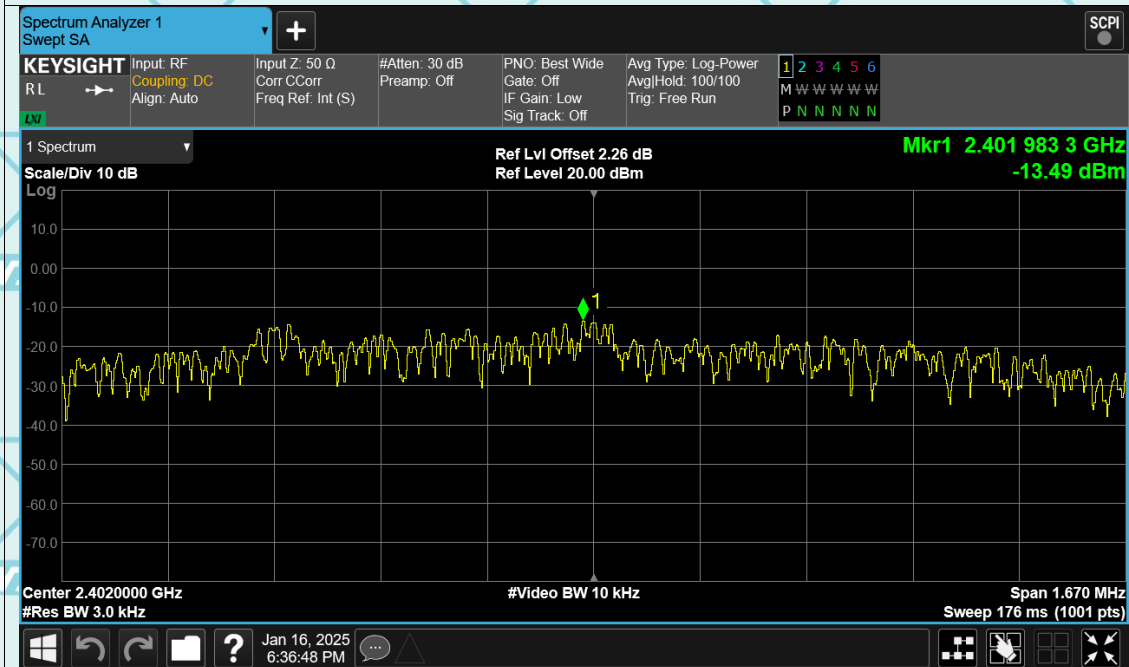 Spectrum Analyzer 1
Swept SA
+
SCPI
KEYSIGHT
RL
LXI
Input: RF
Coupling: DC
Align: Auto
Input Z: 50 Ω
Corr CCorr
Freq Ref: Int (S)
#Atten: 30 dB
Preamp: Off
PNO: Best Wide
Gate: Off
IF Gain: Low
Sig Track: Off
Avg Type: Log-Power
Avg|Hold: 100/100
Trig: Free Run
1 2 3 4 5 6
M W W W W W
P N N N N N
1 Spectrum
Scale/Div 10 dB
Log
Ref Lvl Offset 2.26 dB
Ref Level 20.00 dBm
Mkr1 2.401 983 3 GHz
-13.49 dBm
10.0
0.00
-10.0
1
-20.0
-30.0
-40.0
-50.0
-60.0
-70.0
Center 2.4020000 GHz
#Res BW 3.0 kHz
#Video BW 10 kHz
Span 1.670 MHz
Sweep 176 ms (1001 pts)
?
Jan 16, 2025
6:36:48 PM